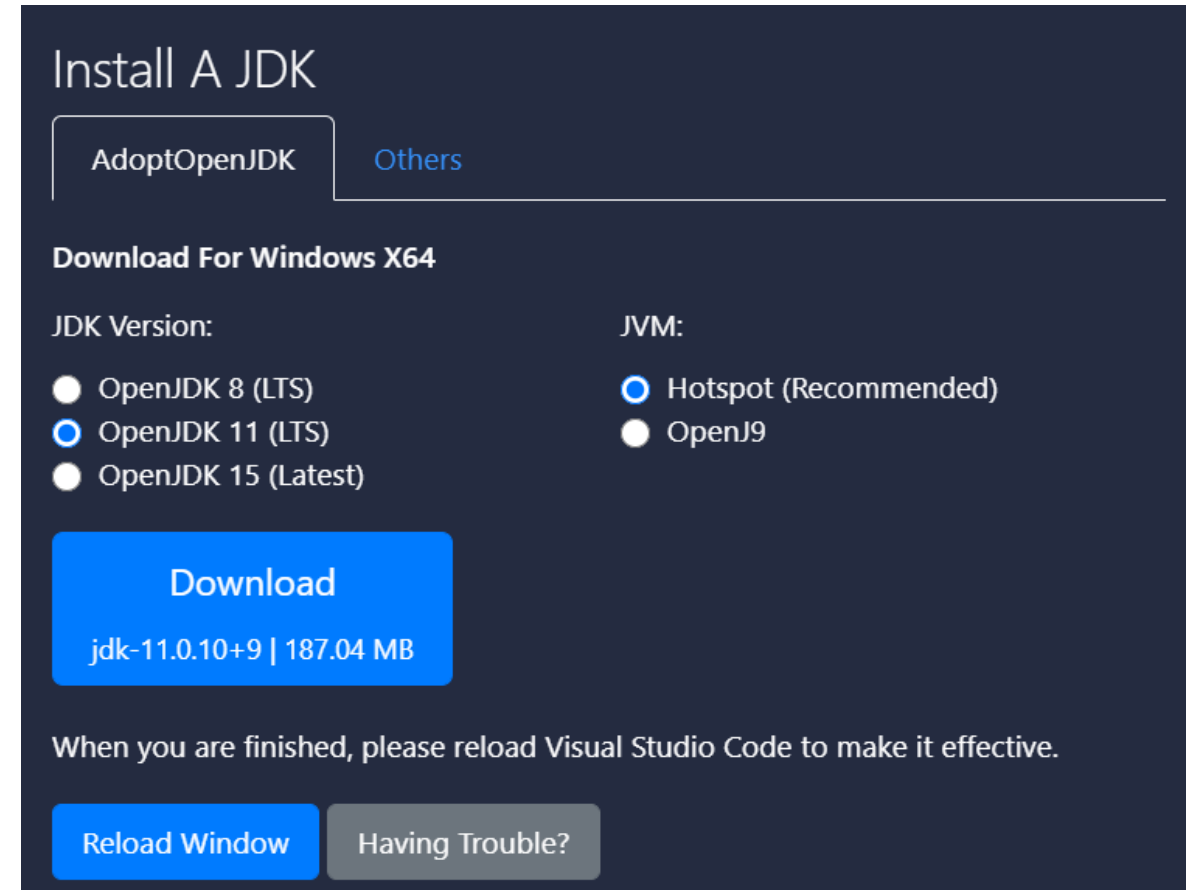 Install A JDK
AdoptOpenJDK Others
Download For Windows X64
JDK Version:
OpenJDK 8 (LTS)
OpenJDK 11 (LTS)
OpenJDK 15 (Latest)
JVM:
Hotspot (Recommended)
OpenJ9
Download
jdk-11.0.10+9 | 187.04 MB
When you are finished, please reload Visual Studio Code to make it effective.
Reload Window Having Trouble?